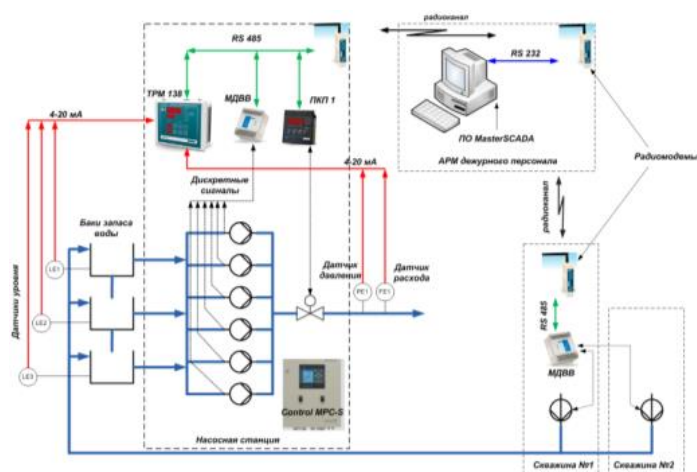 радиоканал
RS 485
RS 232
ТРМ 138
МДВВ
ПКП 1
4-20 мА
ПО MasterSCADA
АРМ дежурного персонала
Радиомодемы
4-20 мА
Дискретные
сигналы
Баки запаса
воды
радиоканал
Датчики уровня
LE1
LE2
LE3
Датчик
давления
Датчик
расхода
PE1
FE1
RS 485
МДВВ
Control MPC-S
Насосная станция
Скважина №1
Скважина №2